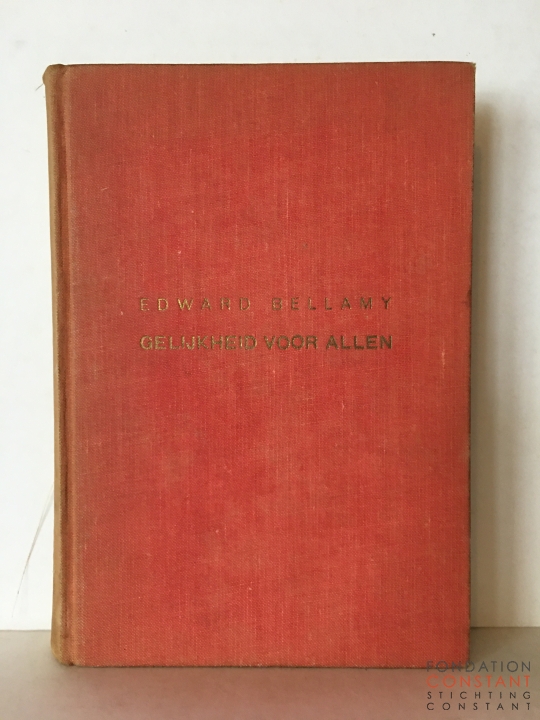 EDWARD BELLAMY
GELIJKHEID VOOR ALLEN
FONDATION
CONSTANT
STICHTING
CONSTANT